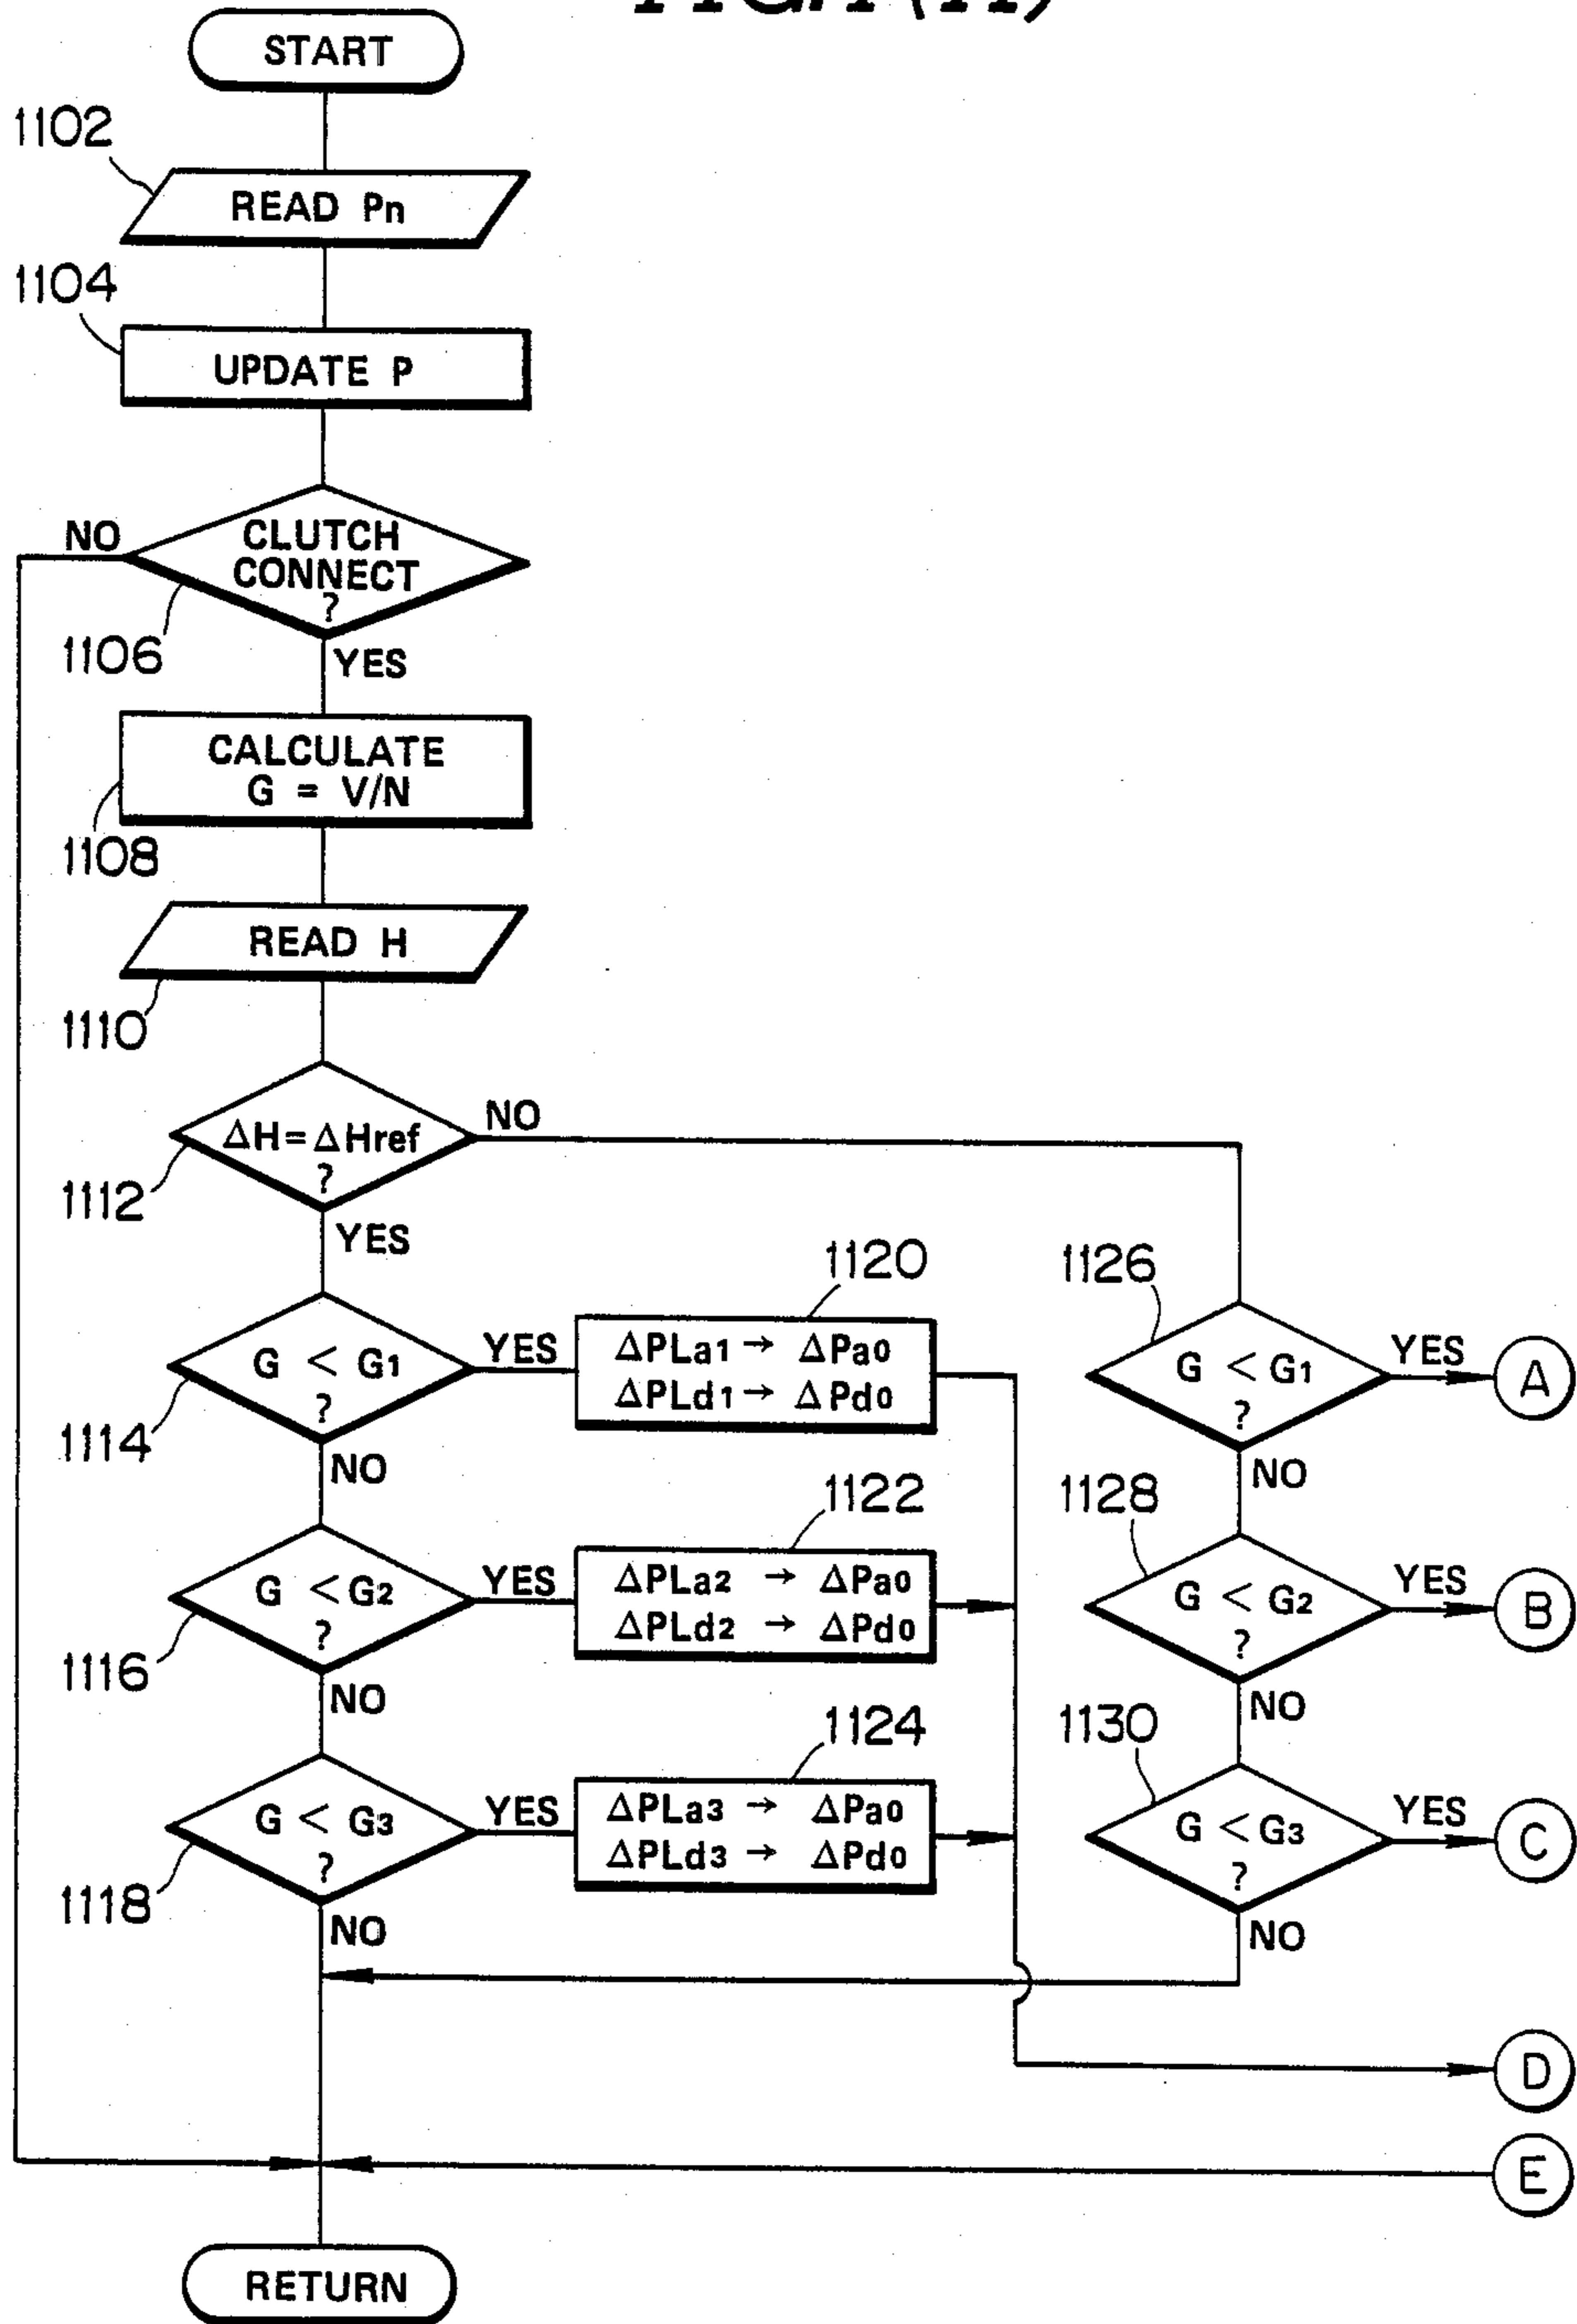 START
1102
READ Pn
1104
UPDATE P
NO
CLUTCH
CONNECT
?
1106
YES
CALCULATE
G = V/N
1108
READ H
1110
ΔH=ΔHref
?
NO
1112
YES
1120
1126
G < G1
?
YES
ΔPLa1 → ΔPa0
ΔPLd1 → ΔPd0
G < G1
?
YES
A
1114
NO
NO
1122
1128
G < G2
?
YES
ΔPLa2 → ΔPa0
ΔPLd2 → ΔPd0
G < G2
?
YES
B
1116
NO
NO
1124
1130
G < G3
?
YES
ΔPLa3 → ΔPa0
ΔPLd3 → ΔPd0
G < G3
?
YES
C
1118
NO
NO
D
E
RETURN